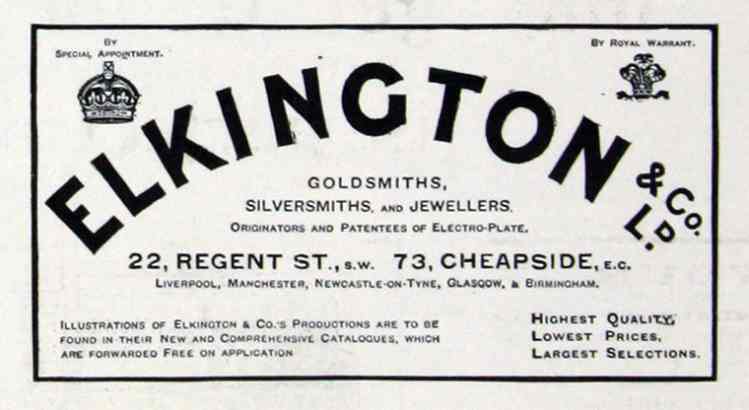 BY
SPECIAL APPOINTMENT.
BY ROYAL WARRANT.
ELKINGTON & Co. LD.
GOLDSMITHS,
SILVERSMITHS, AND JEWELLERS.
ORIGINATORS AND PATENTEES OF ELECTRO-PLATE.
22, REGENT ST., S.W. 73, CHEAPSIDE, E.C.
LIVERPOOL, MANCHESTER, NEWCASTLE-ON-TYNE, GLASGOW, & BIRMINGHAM.
ILLUSTRATIONS OF ELKINGTON & CO.'S PRODUCTIONS ARE TO BE
FOUND IN THEIR NEW AND COMPREHENSIVE CATALOGUES, WHICH
ARE FORWARDED FREE ON APPLICATION
HIGHEST QUALITY,
LOWEST PRICES,
LARGEST SELECTIONS.